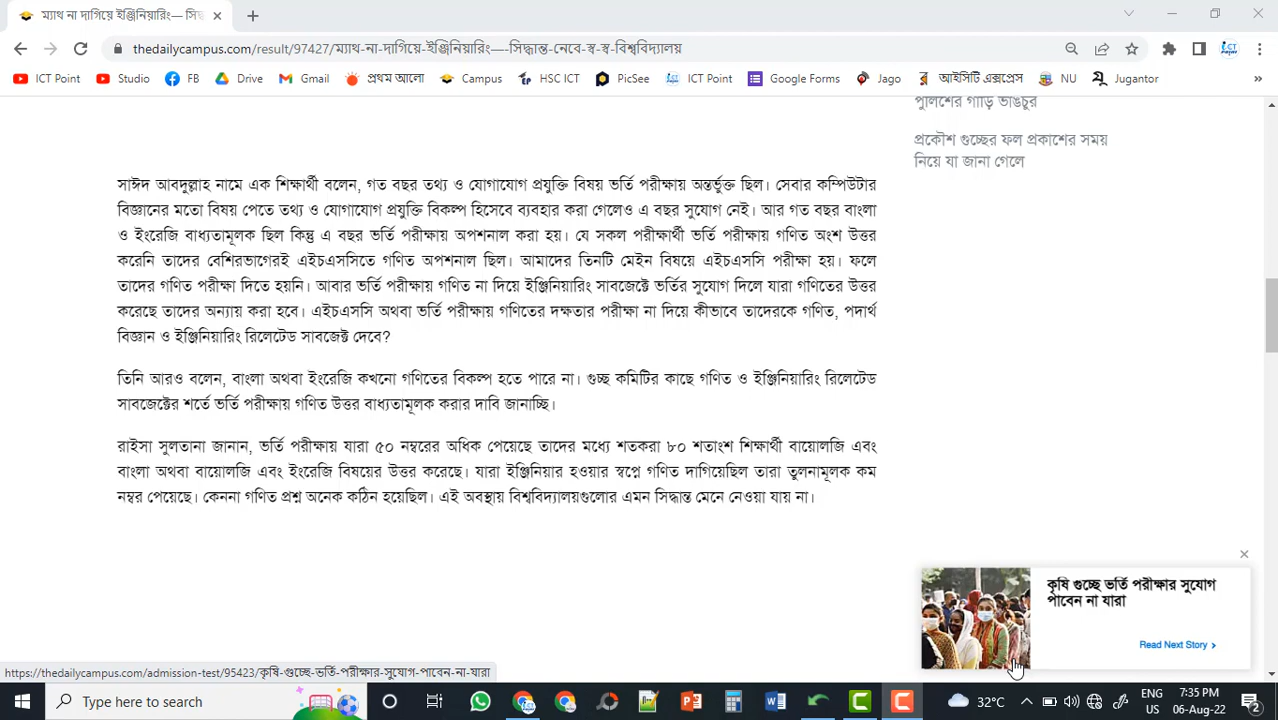 ম্যাথ না দাগিয়ে ইঞ্জিনিয়ারিং— সিদ্ধ
thedailycampus.com/result/97427/ম্যাথ-না-দাগিয়ে-ইঞ্জিনিয়ারিং—-সিদ্ধান্ত-নেবে-স্ব-স্ব-বিশ্ববিদ্যালয়
ICT Point Studio FB Drive Gmail প্রথম আলো Campus HSC ICT PicSee ICT Point Google Forms Jago আইসিটি এক্সপ্রেস NU Jugantor
পুলিশের গাড়ি ভাঙচুর
প্রকৌশ গুচ্ছের ফল প্রকাশের সময়
নিয়ে যা জানা গেলে
সাঈদ আবদুল্লাহ নামে এক শিক্ষার্থী বলেন, গত বছর তথ্য ও যোগাযোগ প্রযুক্তি বিষয় ভর্তি পরীক্ষায় অন্তর্ভুক্ত ছিল। সেবার কম্পিউটার
বিজ্ঞানের মতো বিষয় পেতে তথ্য ও যোগাযোগ প্রযুক্তি বিকল্প হিসেবে ব্যবহার করা গেলেও এ বছর সুযোগ নেই। আর গত বছর বাংলা
ও ইংরেজি বাধ্যতামূলক ছিল কিন্তু এ বছর ভর্তি পরীক্ষায় অপশনাল করা হয়। যে সকল পরীক্ষার্থী ভর্তি পরীক্ষায় গণিত অংশ উত্তর
করেনি তাদের বেশিরভাগেরই এইচএসসিতে গণিত অপশনাল ছিল। আমাদের তিনটি মেইন বিষয়ে এইচএসসি পরীক্ষা হয়। ফলে
তাদের গণিত পরীক্ষা দিতে হয়নি। আবার ভর্তি পরীক্ষায় গণিত না দিয়ে ইঞ্জিনিয়ারিং সাবজেক্টে ভর্তির সুযোগ দিলে যারা গণিতের উত্তর
করেছে তাদের অন্যায় করা হবে। এইচএসসি অথবা ভর্তি পরীক্ষায় গণিতের দক্ষতার পরীক্ষা না দিয়ে কীভাবে তাদেরকে গণিত, পদার্থ
বিজ্ঞান ও ইঞ্জিনিয়ারিং রিলেটেড সাবজেক্ট দেবে?
তিনি আরও বলেন, বাংলা অথবা ইংরেজি কখনো গণিতের বিকল্প হতে পারে না। গুচ্ছ কমিটির কাছে গণিত ও ইঞ্জিনিয়ারিং রিলেটেড
সাবজেক্টের শর্তে ভর্তি পরীক্ষায় গণিত উত্তর বাধ্যতামূলক করার দাবি জানাচ্ছি।
রাইসা সুলতানা জানান, ভর্তি পরীক্ষায় যারা ৫০ নম্বরের অধিক পেয়েছে তাদের মধ্যে শতকরা ৮০ শতাংশ শিক্ষার্থী বায়োলজি এবং
বাংলা অথবা বায়োলজি এবং ইংরেজি বিষয়ের উত্তর করেছে। যারা ইঞ্জিনিয়ার হওয়ার স্বপ্নে গণিত দাগিয়েছিল তারা তুলনামূলক কম
নম্বর পেয়েছে। কেননা গণিত প্রশ্ন অনেক কঠিন হয়েছিল। এই অবস্থায় বিশ্ববিদ্যালয়গুলোর এমন সিদ্ধান্ত মেনে নেওয়া যায় না।
কৃষি গুচ্ছে ভর্তি পরীক্ষার সুযোগ
পাবেন না যারা
Read Next Story
https://thedailycampus.com/admission-test/95423/কৃষি-গুচ্ছে-ভর্তি-পরীক্ষার-সুযোগ-পাবেন-না-যারা
Type here to search
32°C
ENG
US
7:35 PM
06-Aug-22
2